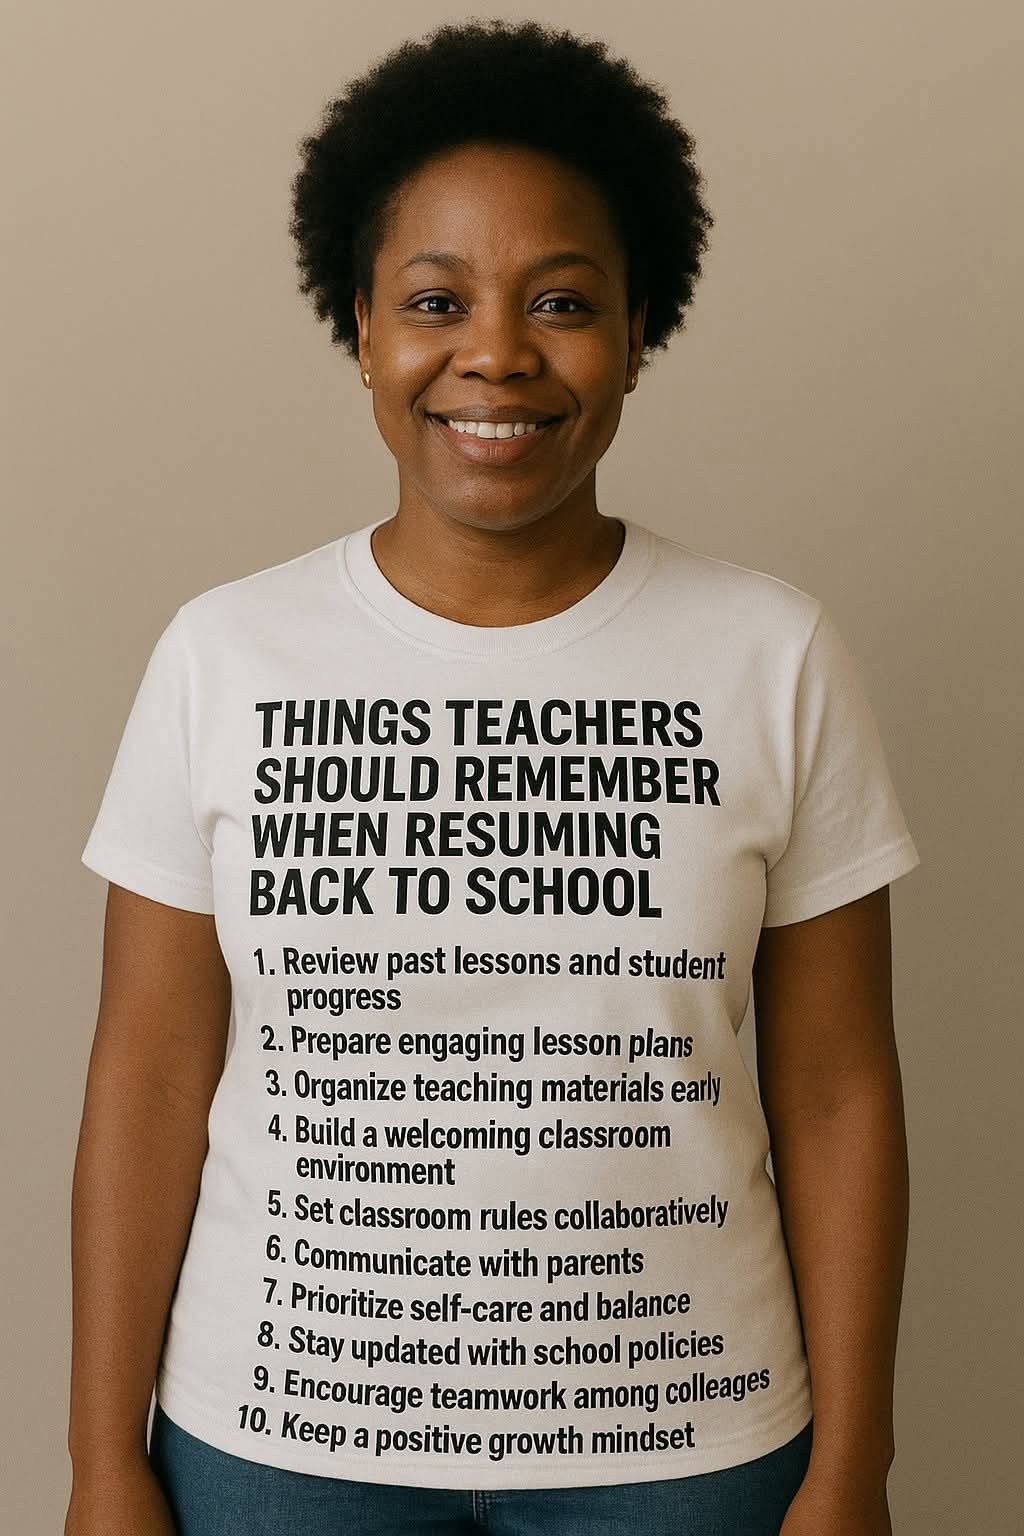 THINGS TEACHERS
SHOULD REMEMBER
WHEN RESUMING
BACK TO SCHOOL
1. Review past lessons and student
progress
2. Prepare engaging lesson plans
3. Organize teaching materials early
4. Build a welcoming classroom
environment
5. Set classroom rules collaboratively
6. Communicate with parents
7. Prioritize self-care and balance
8. Stay updated with school policies
9. Encourage teamwork among colleages
10. Keep a positive growth mindset